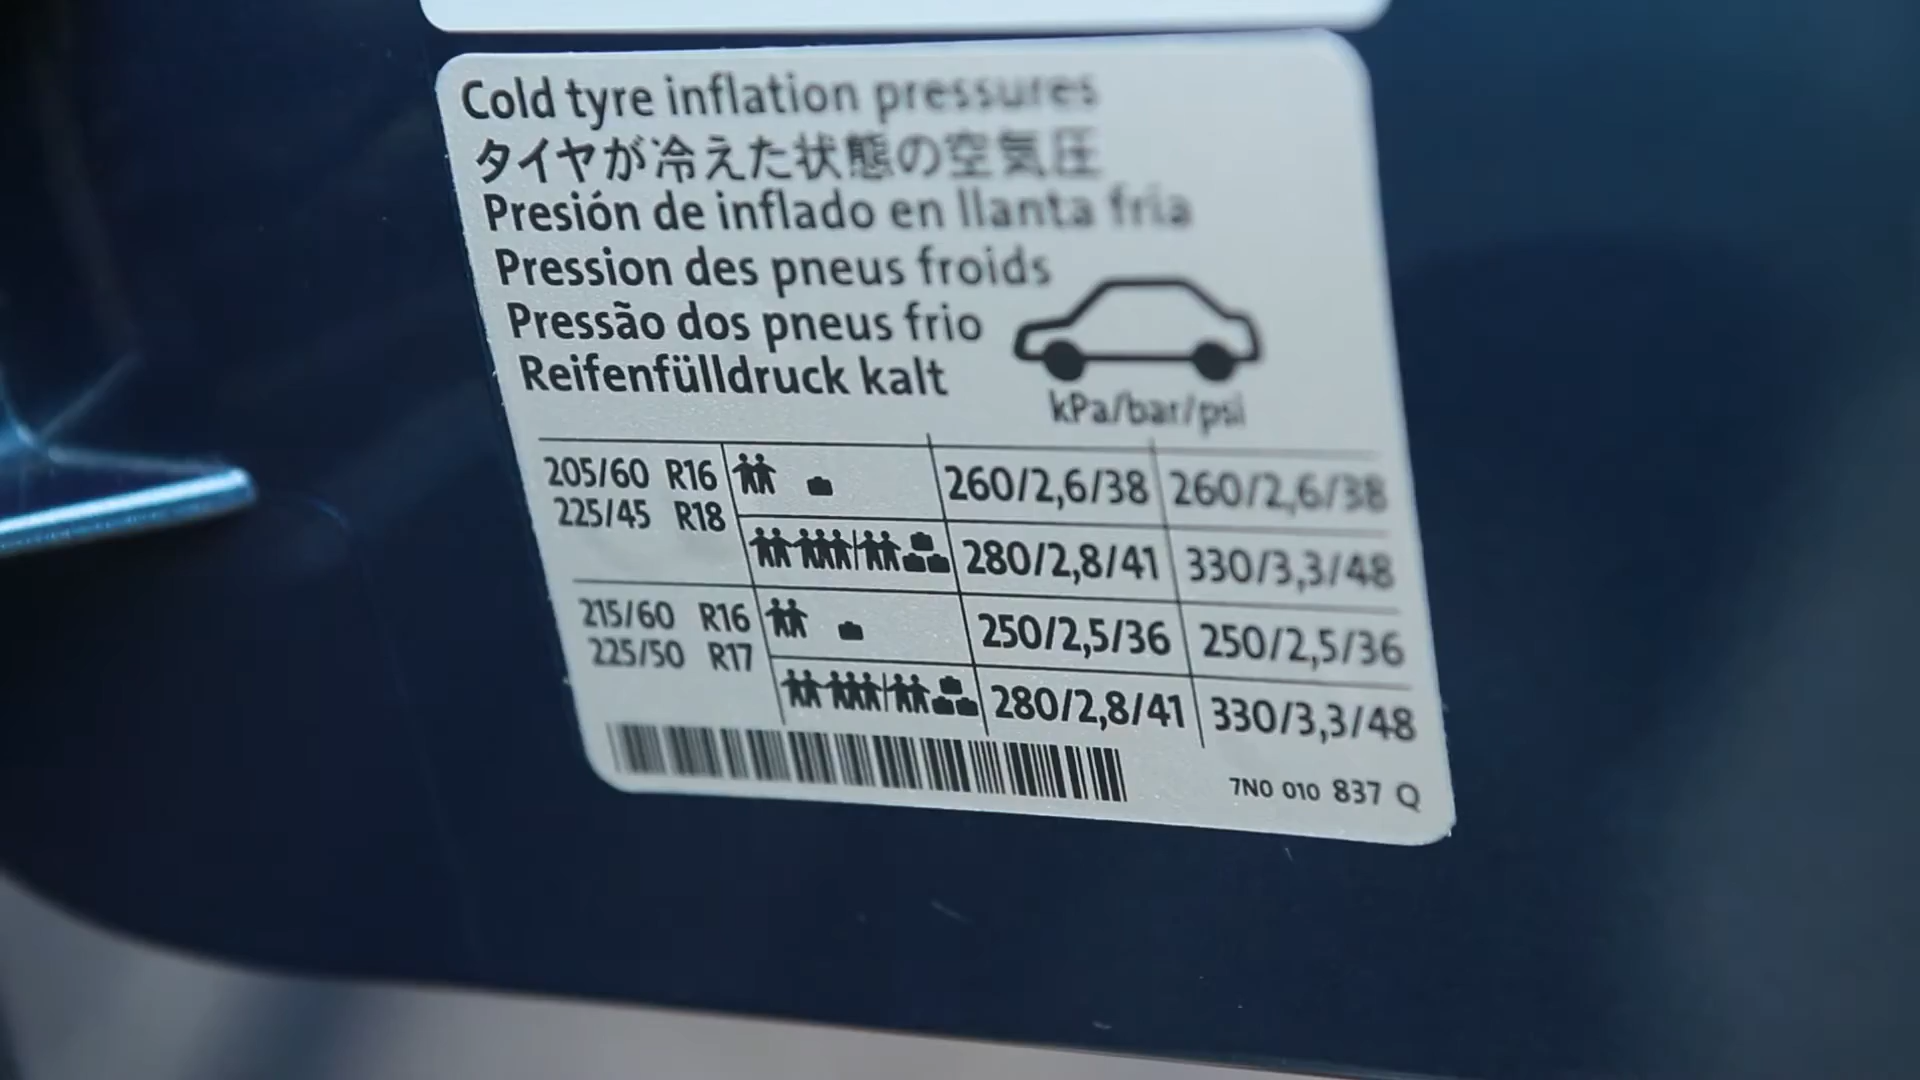 Cold tyre inflation pressures
タイヤが冷えた状態の空気圧
Presión de inflado en llanta fria
Pression des pneus froids
Pressão dos pneus frio
Reifenfülldruck kalt
kPa/bar/psi
205/60 R16 260/2,6/38 260/2,6/38
225/45 R18
280/2,8/41 330/3,3/48
215/60 R16 250/2,5/36 250/2,5/36
225/50 R17
280/2,8/41 330/3,3/48
7N0 010 837 Q